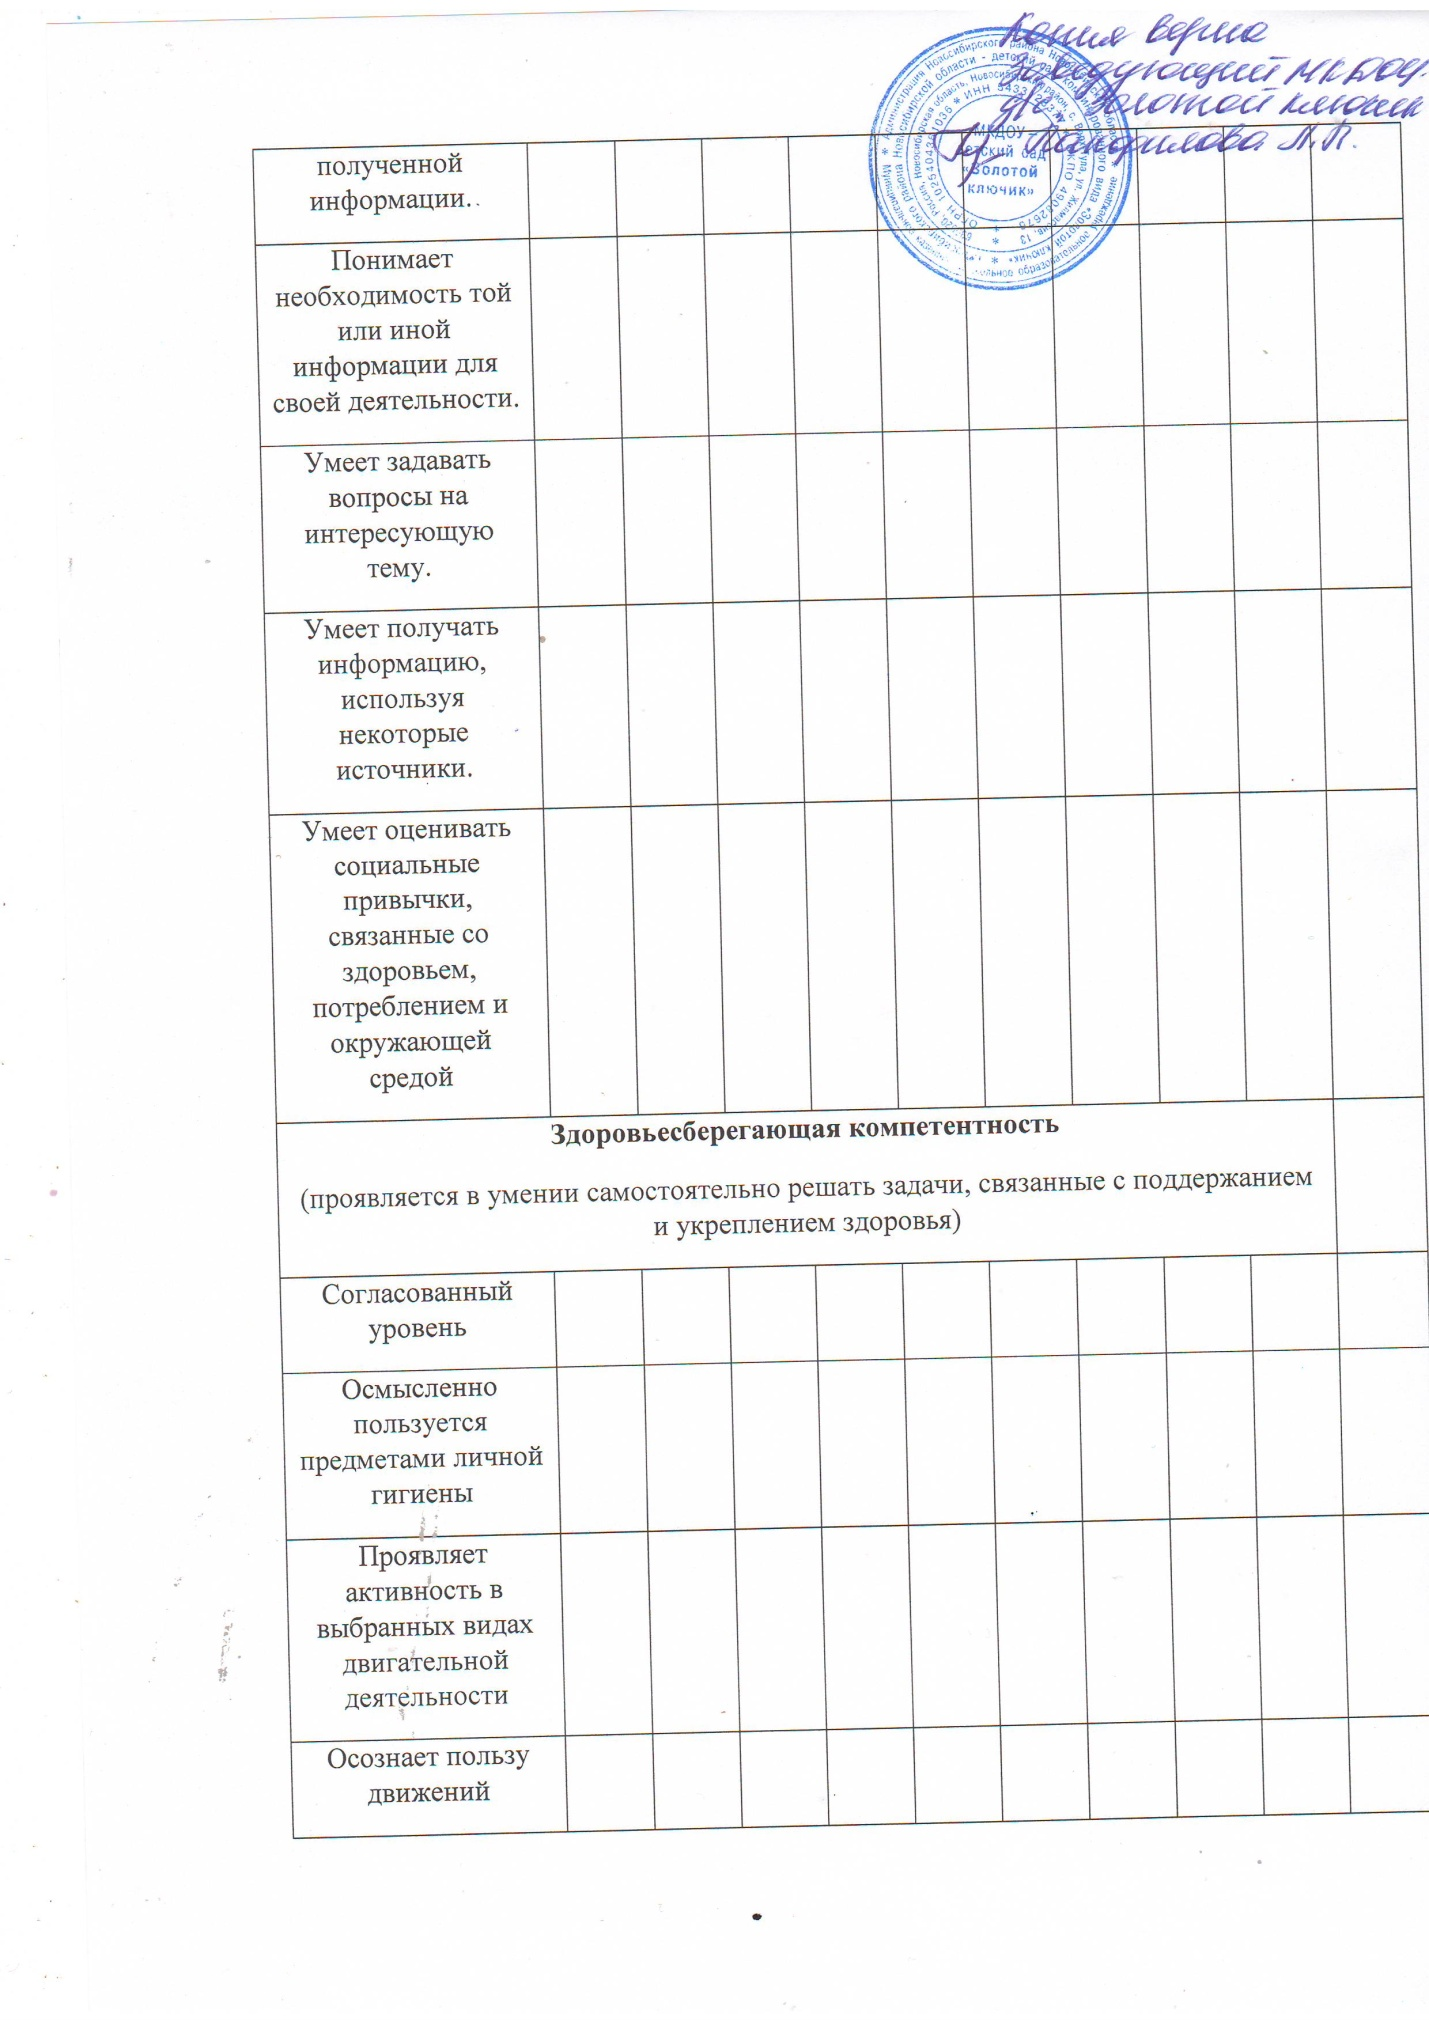 Копия верна
Заведующий МКДОУ-
д/с "Золотой ключик
МКДОУ –
детский сад
«Золотой
ключик»
полученной
информации.
Понимает
необходимость той
или иной
информации для
своей деятельности.
Умеет задавать
вопросы на
интересующую
тему.
Умеет получать
информацию,
используя
некоторые
источники.
Умеет оценивать
социальные
привычки,
связанные со
здоровьем,
потреблением и
окружающей
средой
Здоровьесберегающая компетентность
(проявляется в умении самостоятельно решать задачи, связанные с поддержанием
и укреплением здоровья)
Согласованный
уровень
Осмысленно
пользуется
предметами личной
гигиены
Проявляет
активность в
выбранных видах
двигательной
деятельности
Осознает пользу
движений